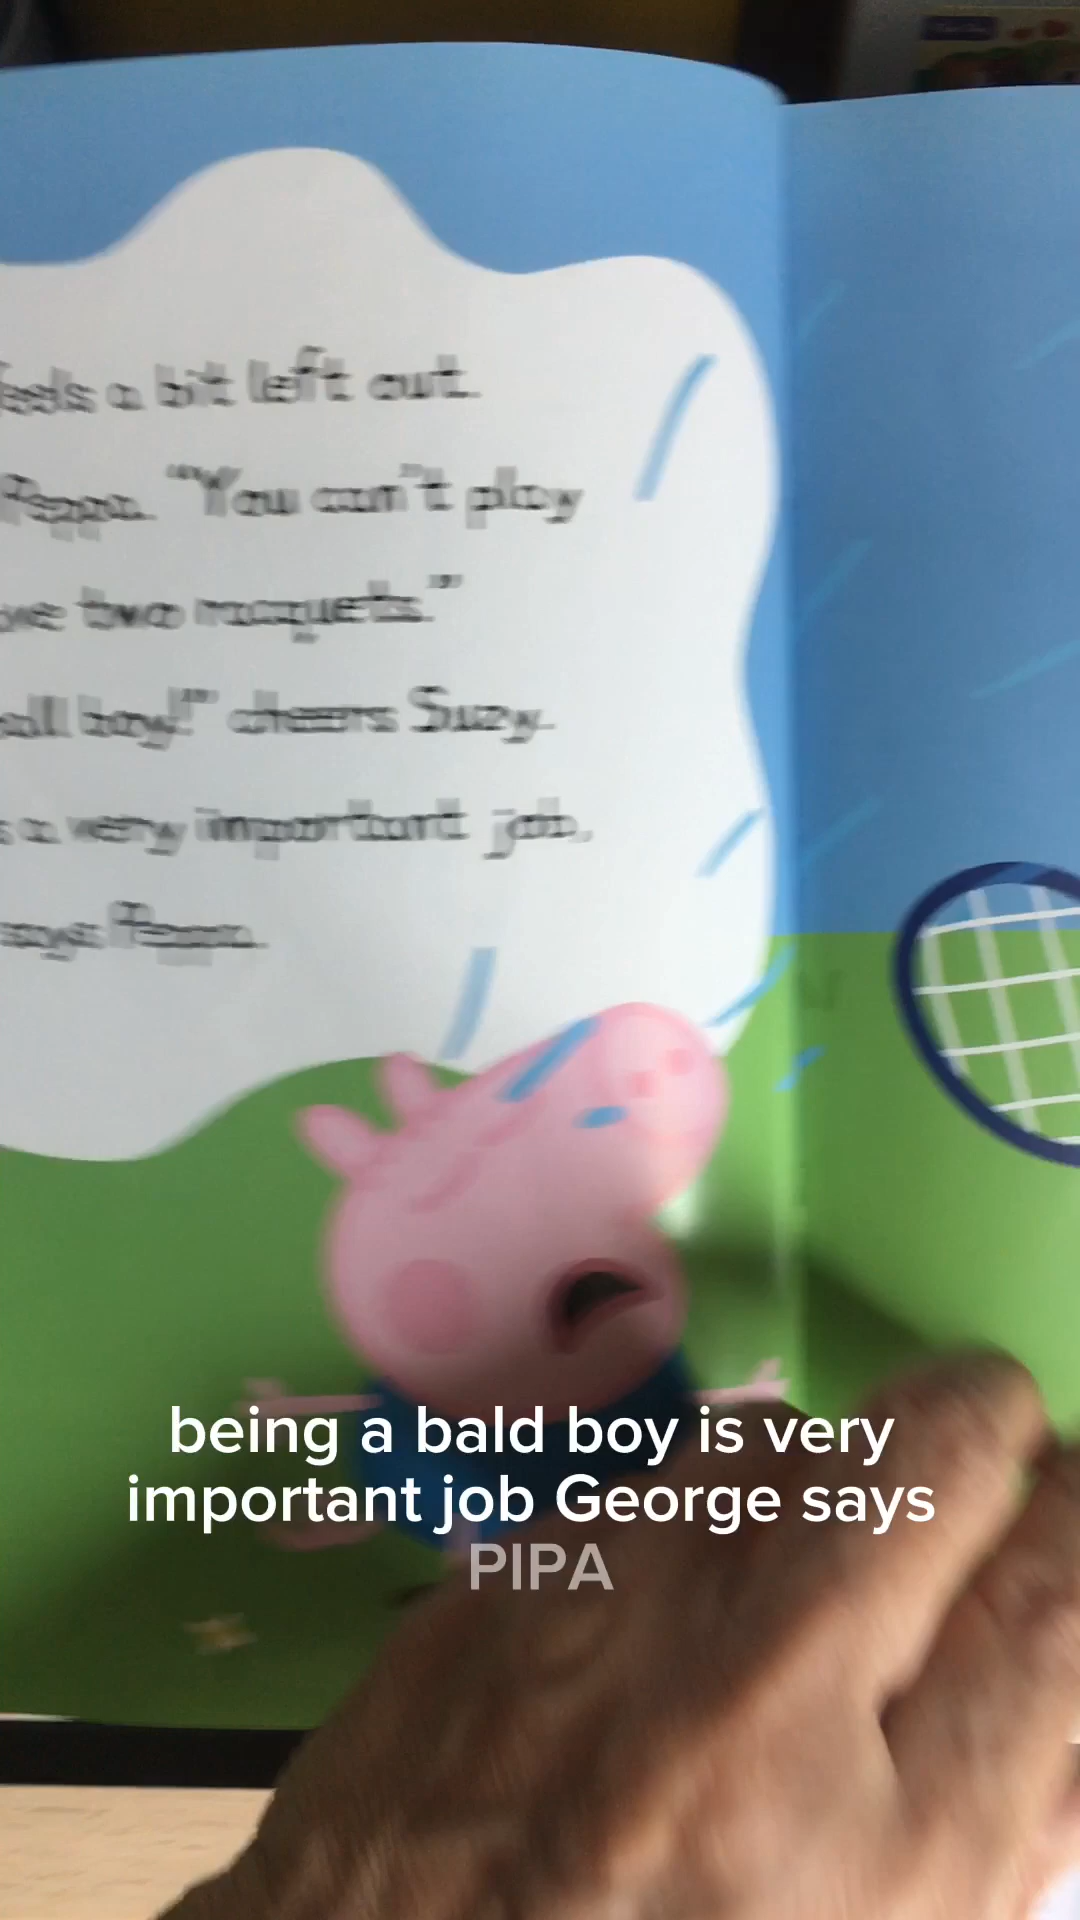 feels a bit left out.
Peppa. "You can't play
two racquets."
ball boy!" cheers Suzy.
a very important job,
says Peppa.
being a bald boy is very
important job George says
PIPA